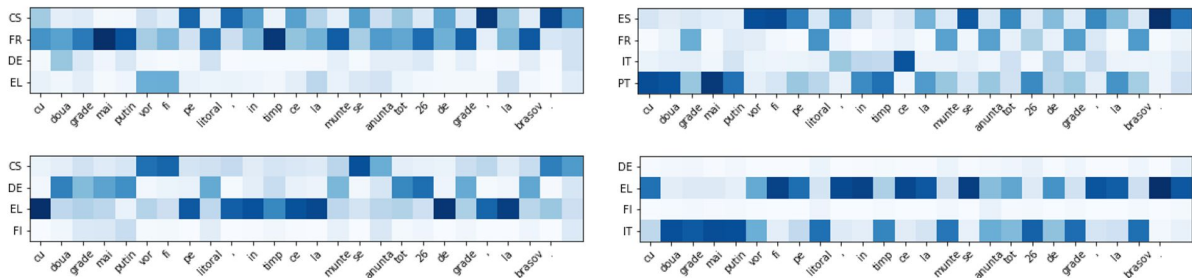 CS
FR
DE
EL
cu doua grade mai putin vor fi pe litoral , in timp ce la munte se anunta tot 26 de grade , la brasov .
ES
FR
IT
PT
cu doua grade mai putin vor fi pe litoral , in timp ce la munte se anunta tot 26 de grade , la brasov .
CS
DE
EL
FI
cu doua grade mai putin vor fi pe litoral , in timp ce la munte se anunta tot 26 de grade , la brasov .
DE
EL
FI
IT
cu doua grade mai putin vor fi pe litoral , in timp ce la munte se anunta tot 26 de grade , la brasov .